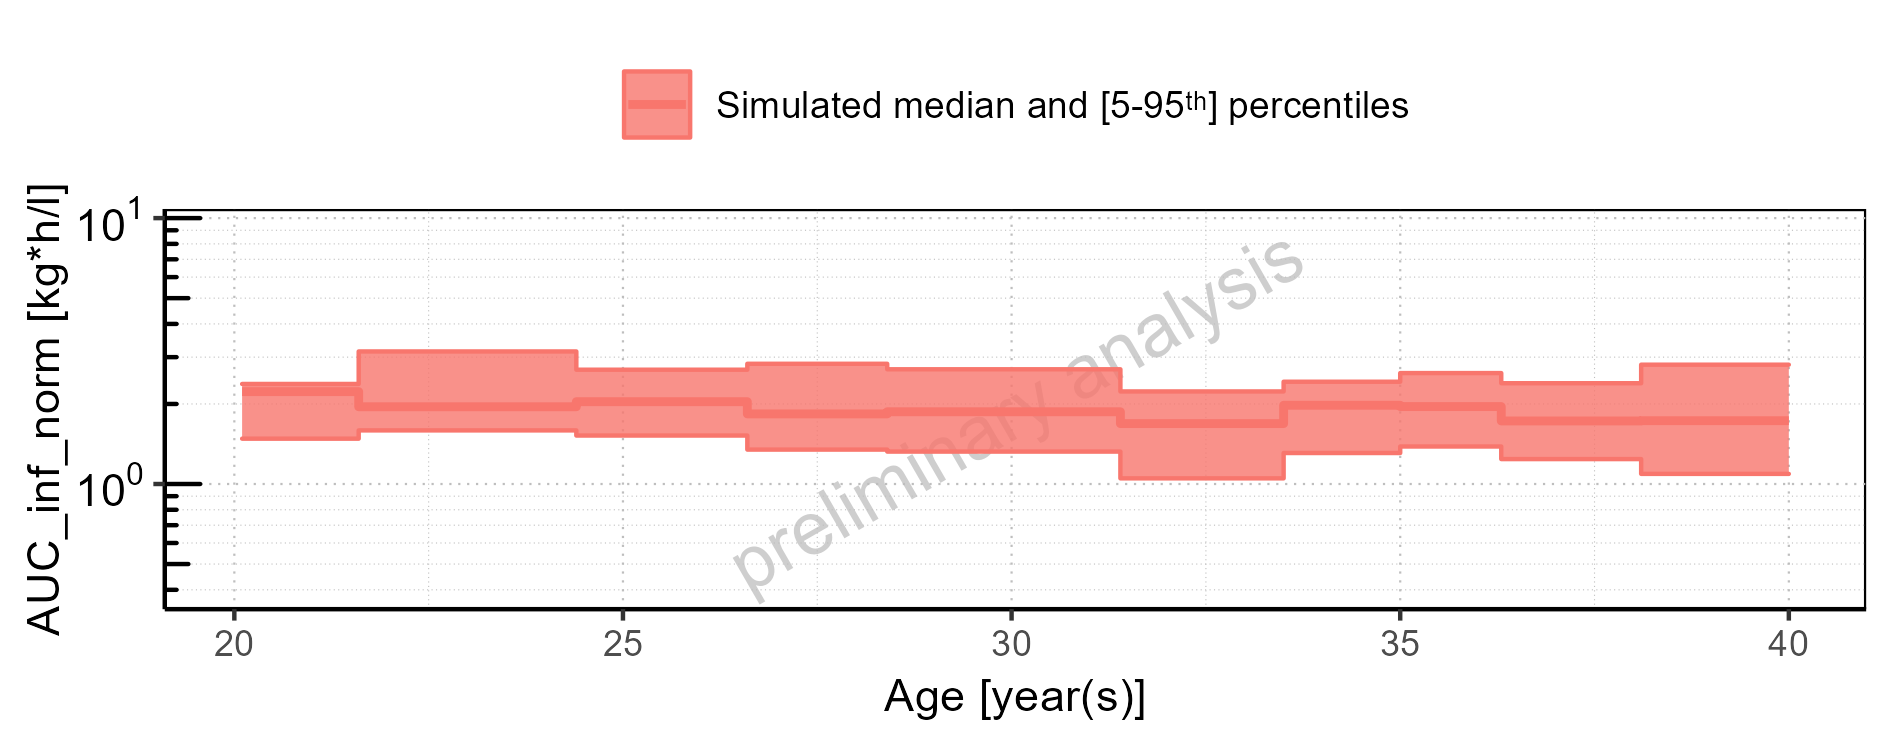 Simulated median and [5-95ᵗʰ] percentiles
AUC_inf_norm [kg*h/l]
10¹
10⁰
preliminary analysis
20 25 30 35 40
Age [year(s)]